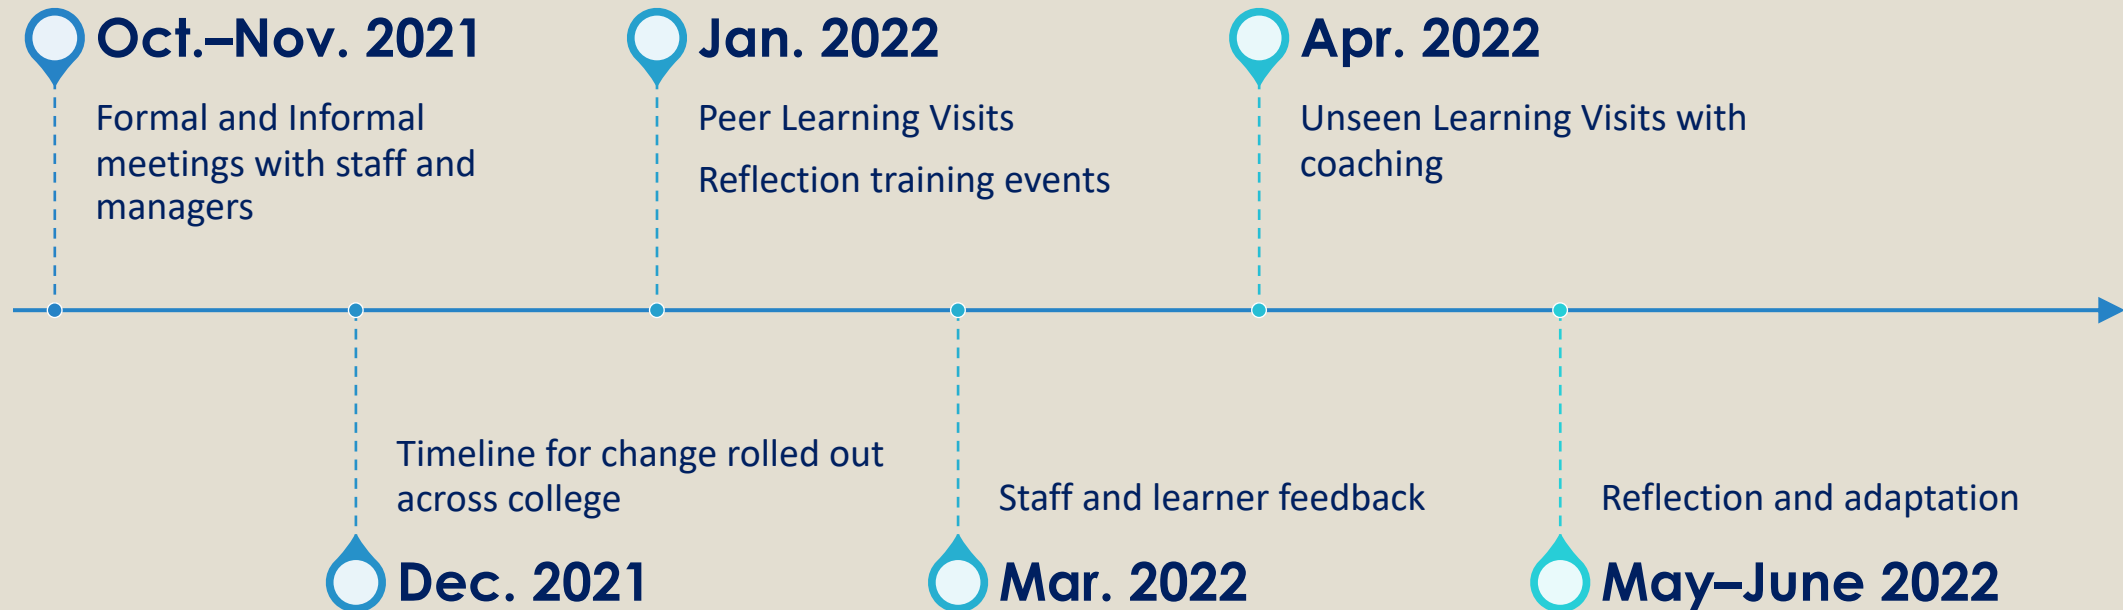 Oct.–Nov. 2021
Formal and Informal
meetings with staff and
managers
Timeline for change rolled out
across college
Dec. 2021
Jan. 2022
Peer Learning Visits
Reflection training events
Staff and learner feedback
Mar. 2022
Apr. 2022
Unseen Learning Visits with
coaching
Reflection and adaptation
May–June 2022